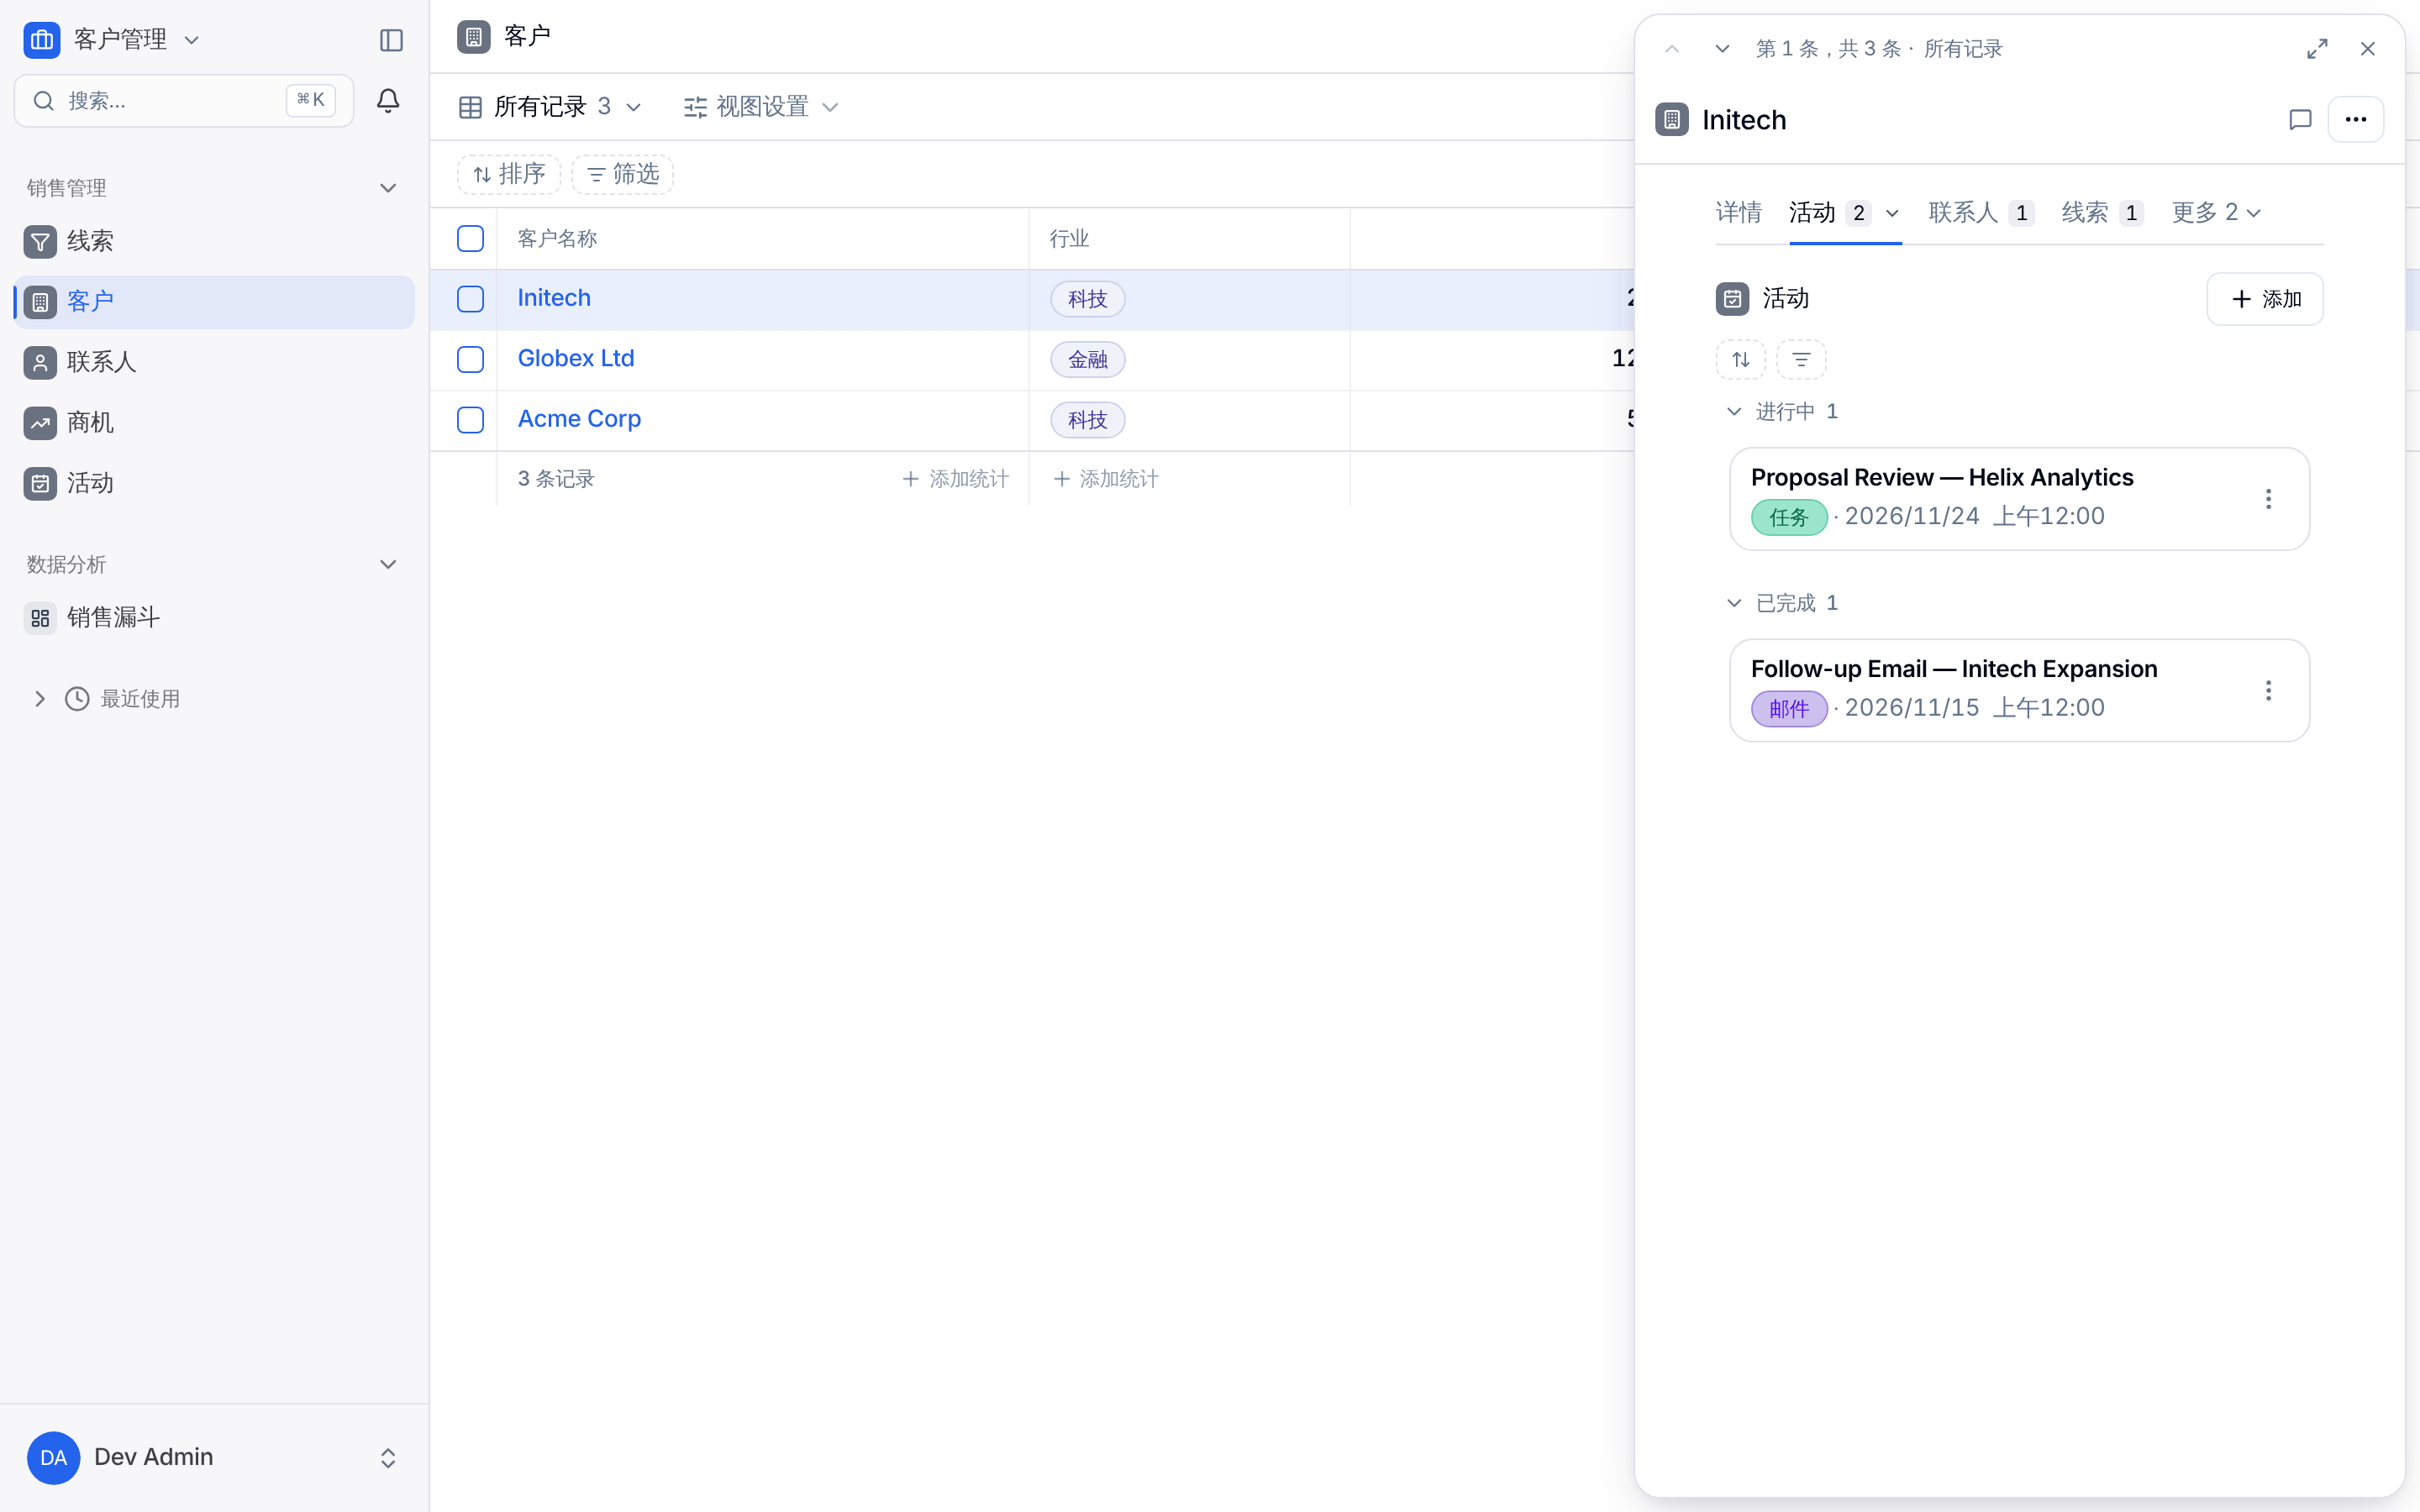 客户管理
搜索...
⌘K
销售管理
线索
客户
联系人
商机
活动
数据分析
销售漏斗
最近使用
DA
Dev Admin
客户
所有记录 3
视图设置
排序
筛选
客户名称 行业
Initech 科技
Globex Ltd 金融
Acme Corp 科技
3 条记录 添加统计 添加统计
第 1 条，共 3 条 · 所有记录
Initech
详情 活动 2 联系人 1 线索 1 更多 2
活动
添加
进行中 1
Proposal Review — Helix Analytics
任务 · 2026/11/24 上午12:00
已完成 1
Follow-up Email — Initech Expansion
邮件 · 2026/11/15 上午12:00